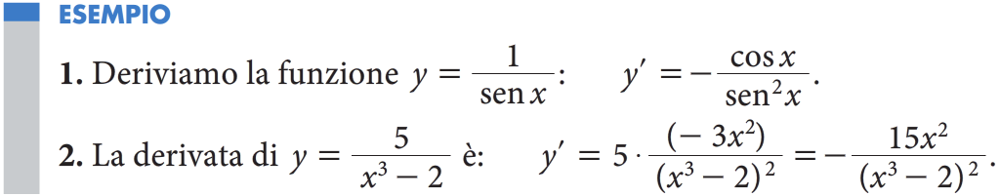 ESEMPIO
1. Deriviamo la funzione y = 1/(sen x): y′ = −(cos x)/(sen² x).
2. La derivata di y = 5/(x³ − 2) è: y′ = 5 · (− 3x²)/(x³ − 2)² = −15x²/(x³ − 2)².